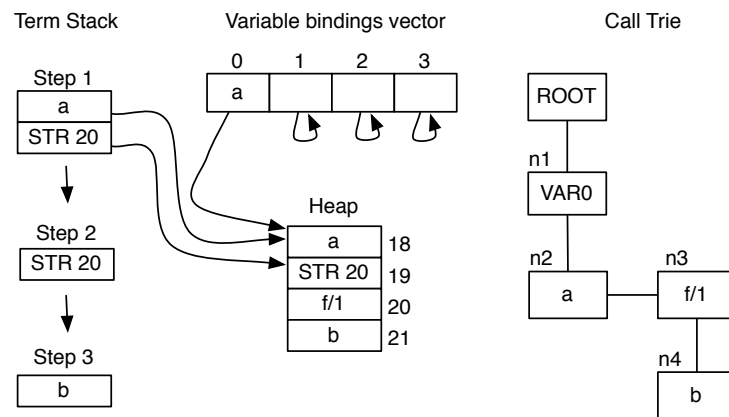 Term Stack
Variable bindings vector
Call Trie
Step 1
a
STR 20
Step 2
STR 20
Step 3
b
0 1 2 3
a
Heap
a 18
STR 20 19
f/1 20
b 21
ROOT
n1
VAR0
n2 n3
a f/1
n4
b